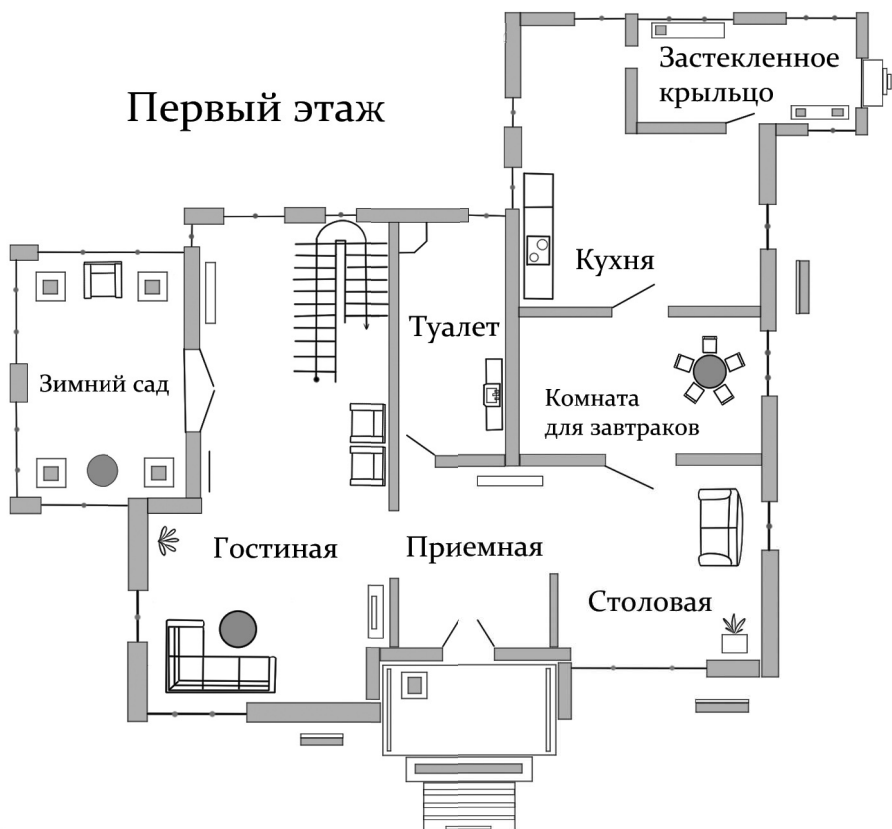 Застекленное
крыльцо
Первый этаж
Кухня
Туалет
Зимний сад
Комната
для завтраков
Гостиная
Приемная
Столовая